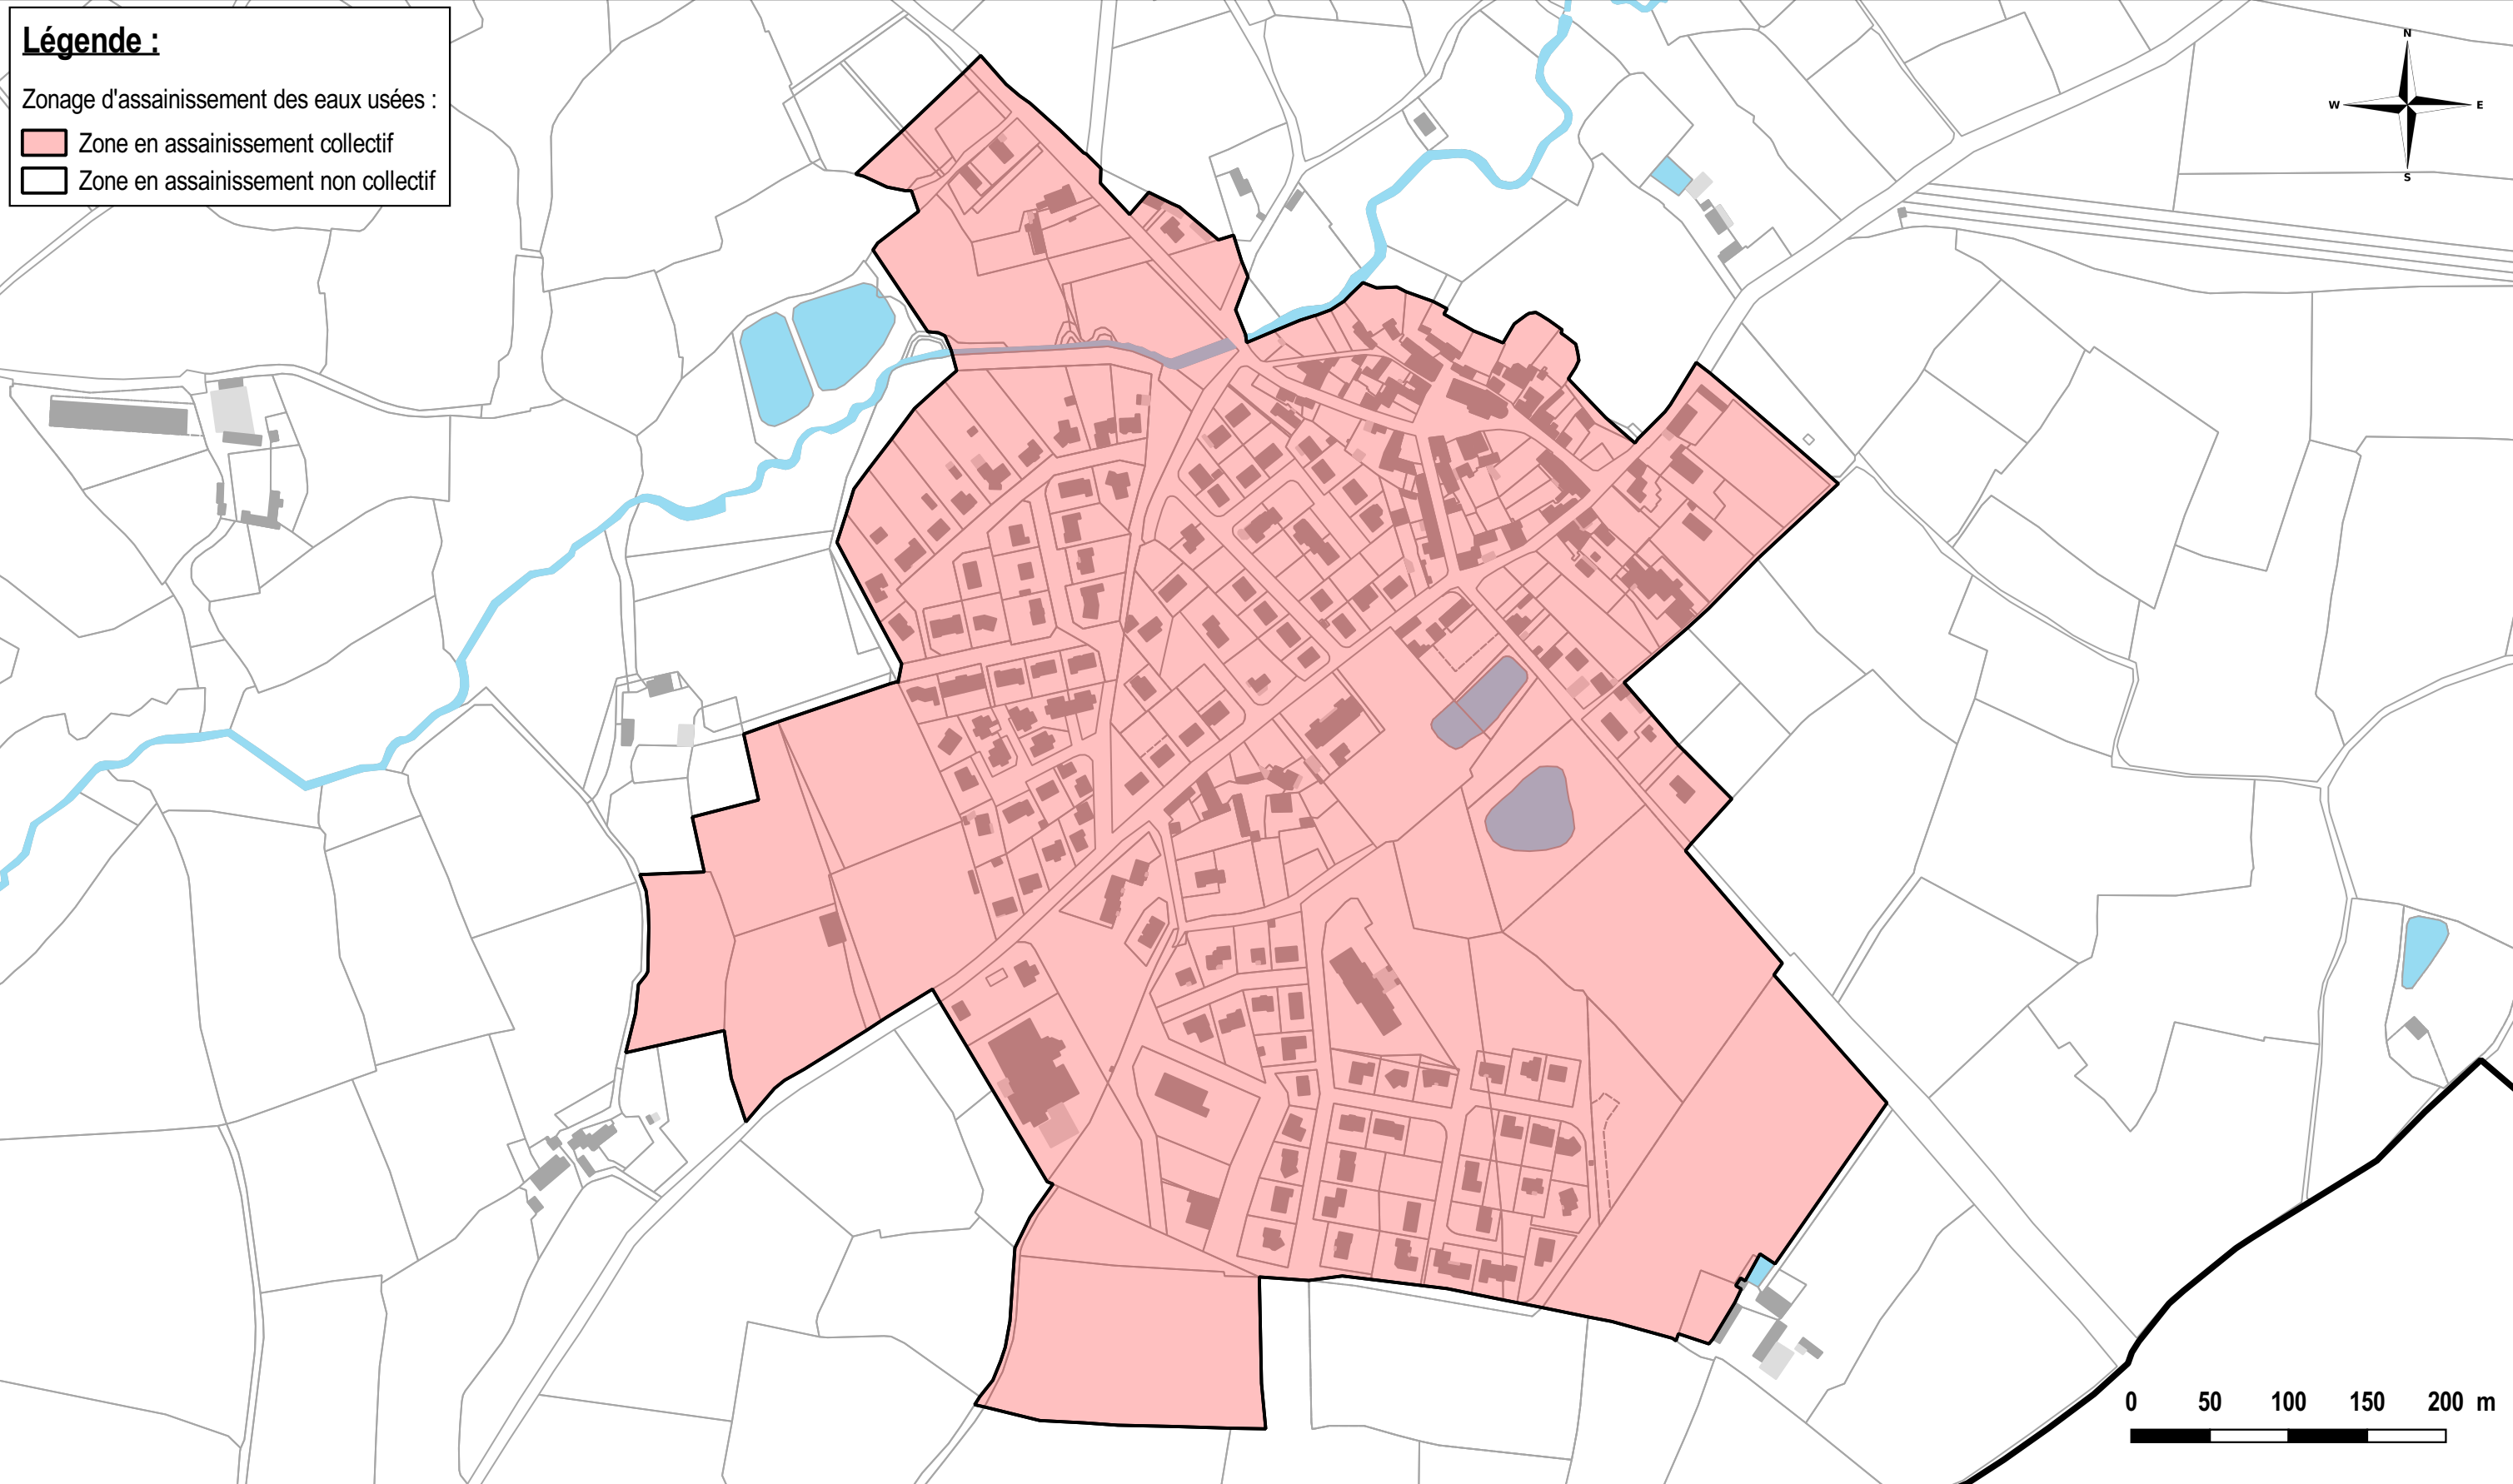 Légende :
Zonage d'assainissement des eaux usées :
Zone en assainissement collectif
Zone en assainissement non collectif
N
W E
S
0 50 100 150 200 m